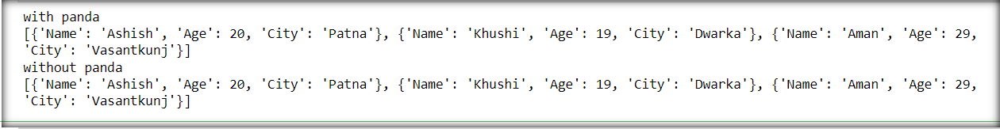 with panda
[{'Name': 'Ashish', 'Age': 20, 'City': 'Patna'}, {'Name': 'Khushi', 'Age': 19, 'City': 'Dwarka'}, {'Name': 'Aman', 'Age': 29,
'City': 'Vasantkunj'}]
without panda
[{'Name': 'Ashish', 'Age': 20, 'City': 'Patna'}, {'Name': 'Khushi', 'Age': 19, 'City': 'Dwarka'}, {'Name': 'Aman', 'Age': 29,
'City': 'Vasantkunj'}]